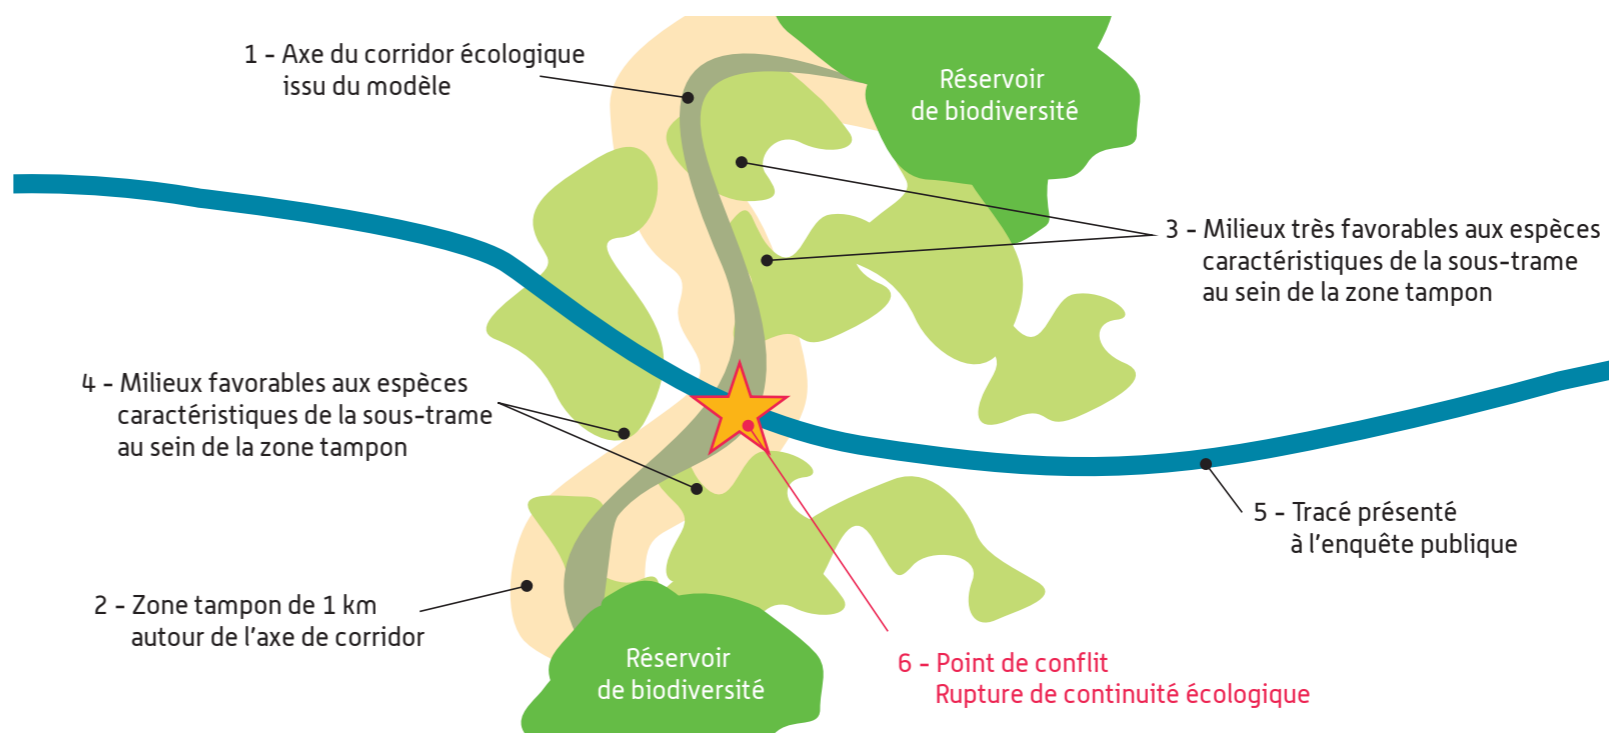 1 - Axe du corridor écologique
issu du modèle
Réservoir
de biodiversité
3 - Milieux très favorables aux espèces
caractéristiques de la sous-trame
au sein de la zone tampon
4 - Milieux favorables aux espèces
caractéristiques de la sous-trame
au sein de la zone tampon
5 - Tracé présenté
à l'enquête publique
2 - Zone tampon de 1 km
autour de l'axe de corridor
Réservoir
de biodiversité
6 - Point de conflit
Rupture de continuité écologique